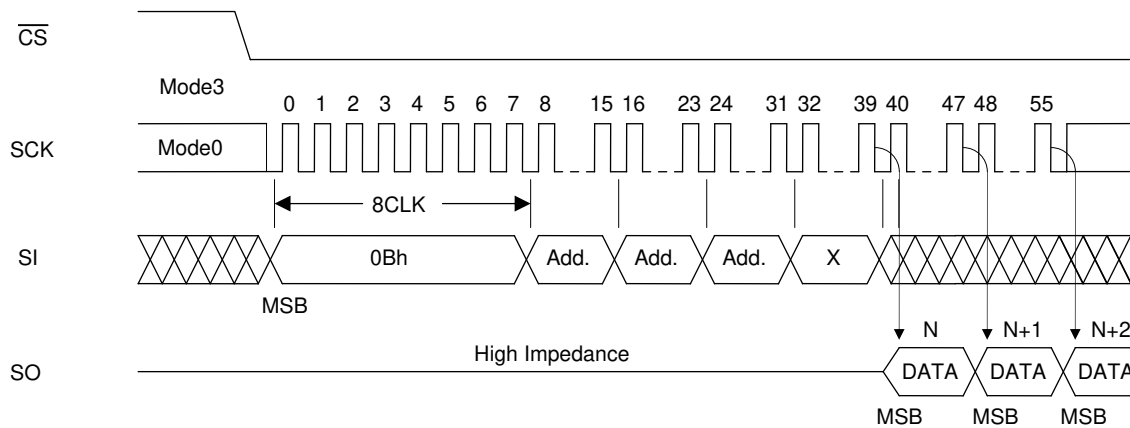 CS
Mode3
0 1 2 3 4 5 6 7 8 15 16 23 24 31 32 39 40 47 48 55
SCK Mode0
8CLK
SI 0Bh Add. Add. Add. X
MSB
N N+1 N+2
High Impedance
SO DATA DATA DATA
MSB MSB MSB